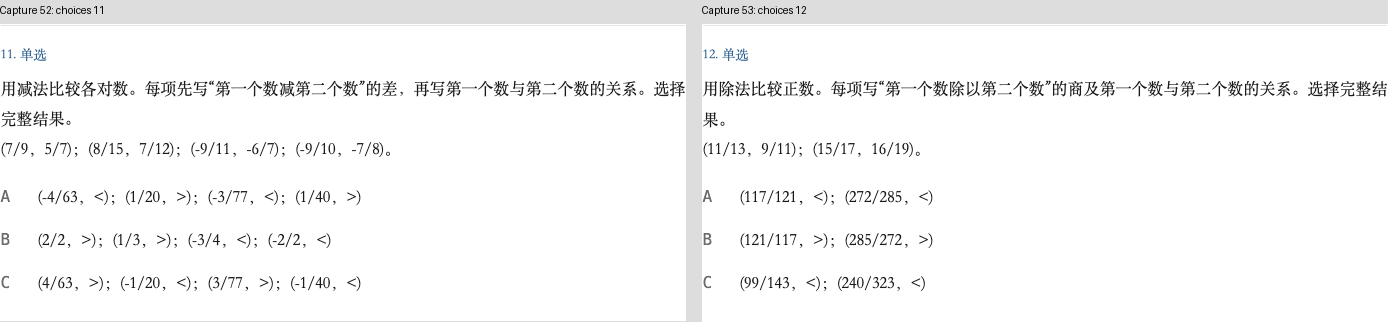 Capture 52: choices 11
11. 单选
用减法比较各对数。每项先写“第一个数减第二个数”的差，再写第一个数与第二个数的关系。选择
完整结果。
(7/9，5/7)；(8/15，7/12)；(-9/11，-6/7)；(-9/10，-7/8)。
A (-4/63，<)；(1/20，>)；(-3/77，<)；(1/40，>)
B (2/2，>)；(1/3，>)；(-3/4，<)；(-2/2，<)
C (4/63，>)；(-1/20，<)；(3/77，>)；(-1/40，<)
Capture 53: choices 12
12. 单选
用除法比较正数。每项写“第一个数除以第二个数”的商及第一个数与第二个数的关系。选择完整结
果。
(11/13，9/11)；(15/17，16/19)。
A (117/121，<)；(272/285，<)
B (121/117，>)；(285/272，>)
C (99/143，<)；(240/323，<)